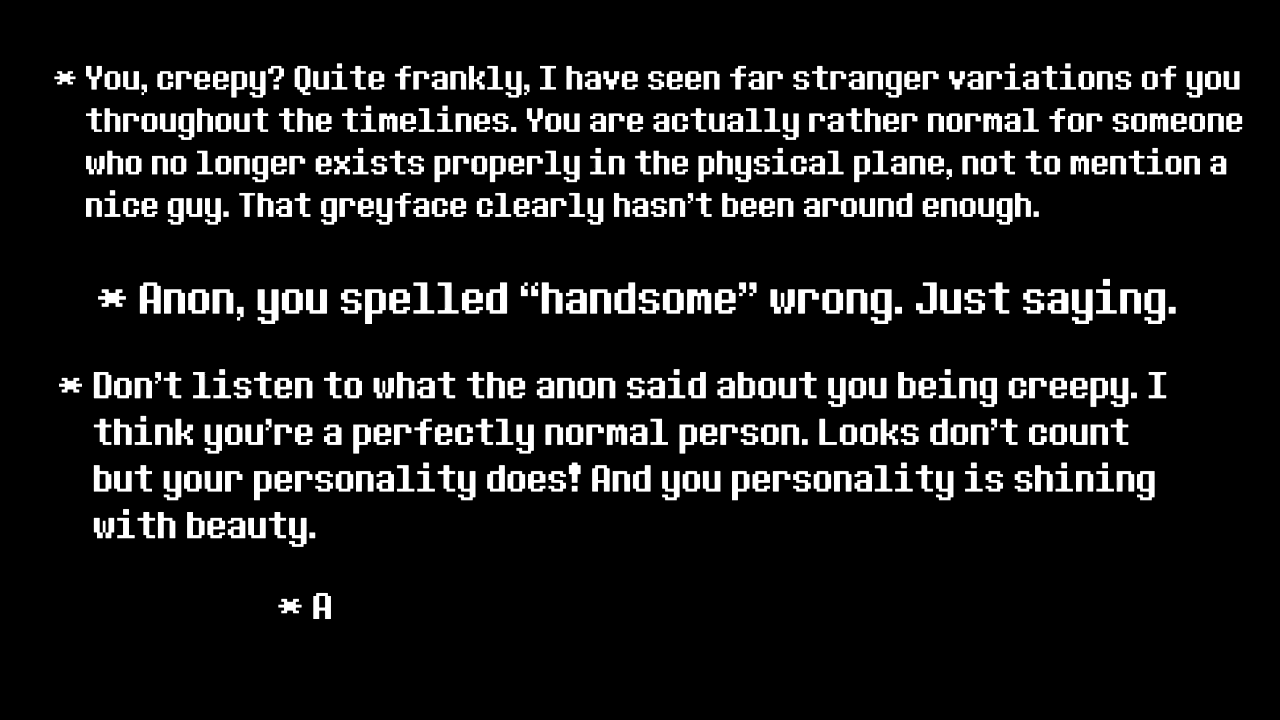 * You, creepy? Quite frankly, I have seen far stranger variations of you
throughout the timelines. You are actually rather normal for someone
who no longer exists properly in the physical plane, not to mention a
nice guy. That greyface clearly hasn't been around enough.
* Anon, you spelled “handsome” wrong. Just saying.
* Don't listen to what the anon said about you being creepy. I
think you're a perfectly normal person. Looks don't count
but your personality does! And you personality is shining
with beauty.
* A